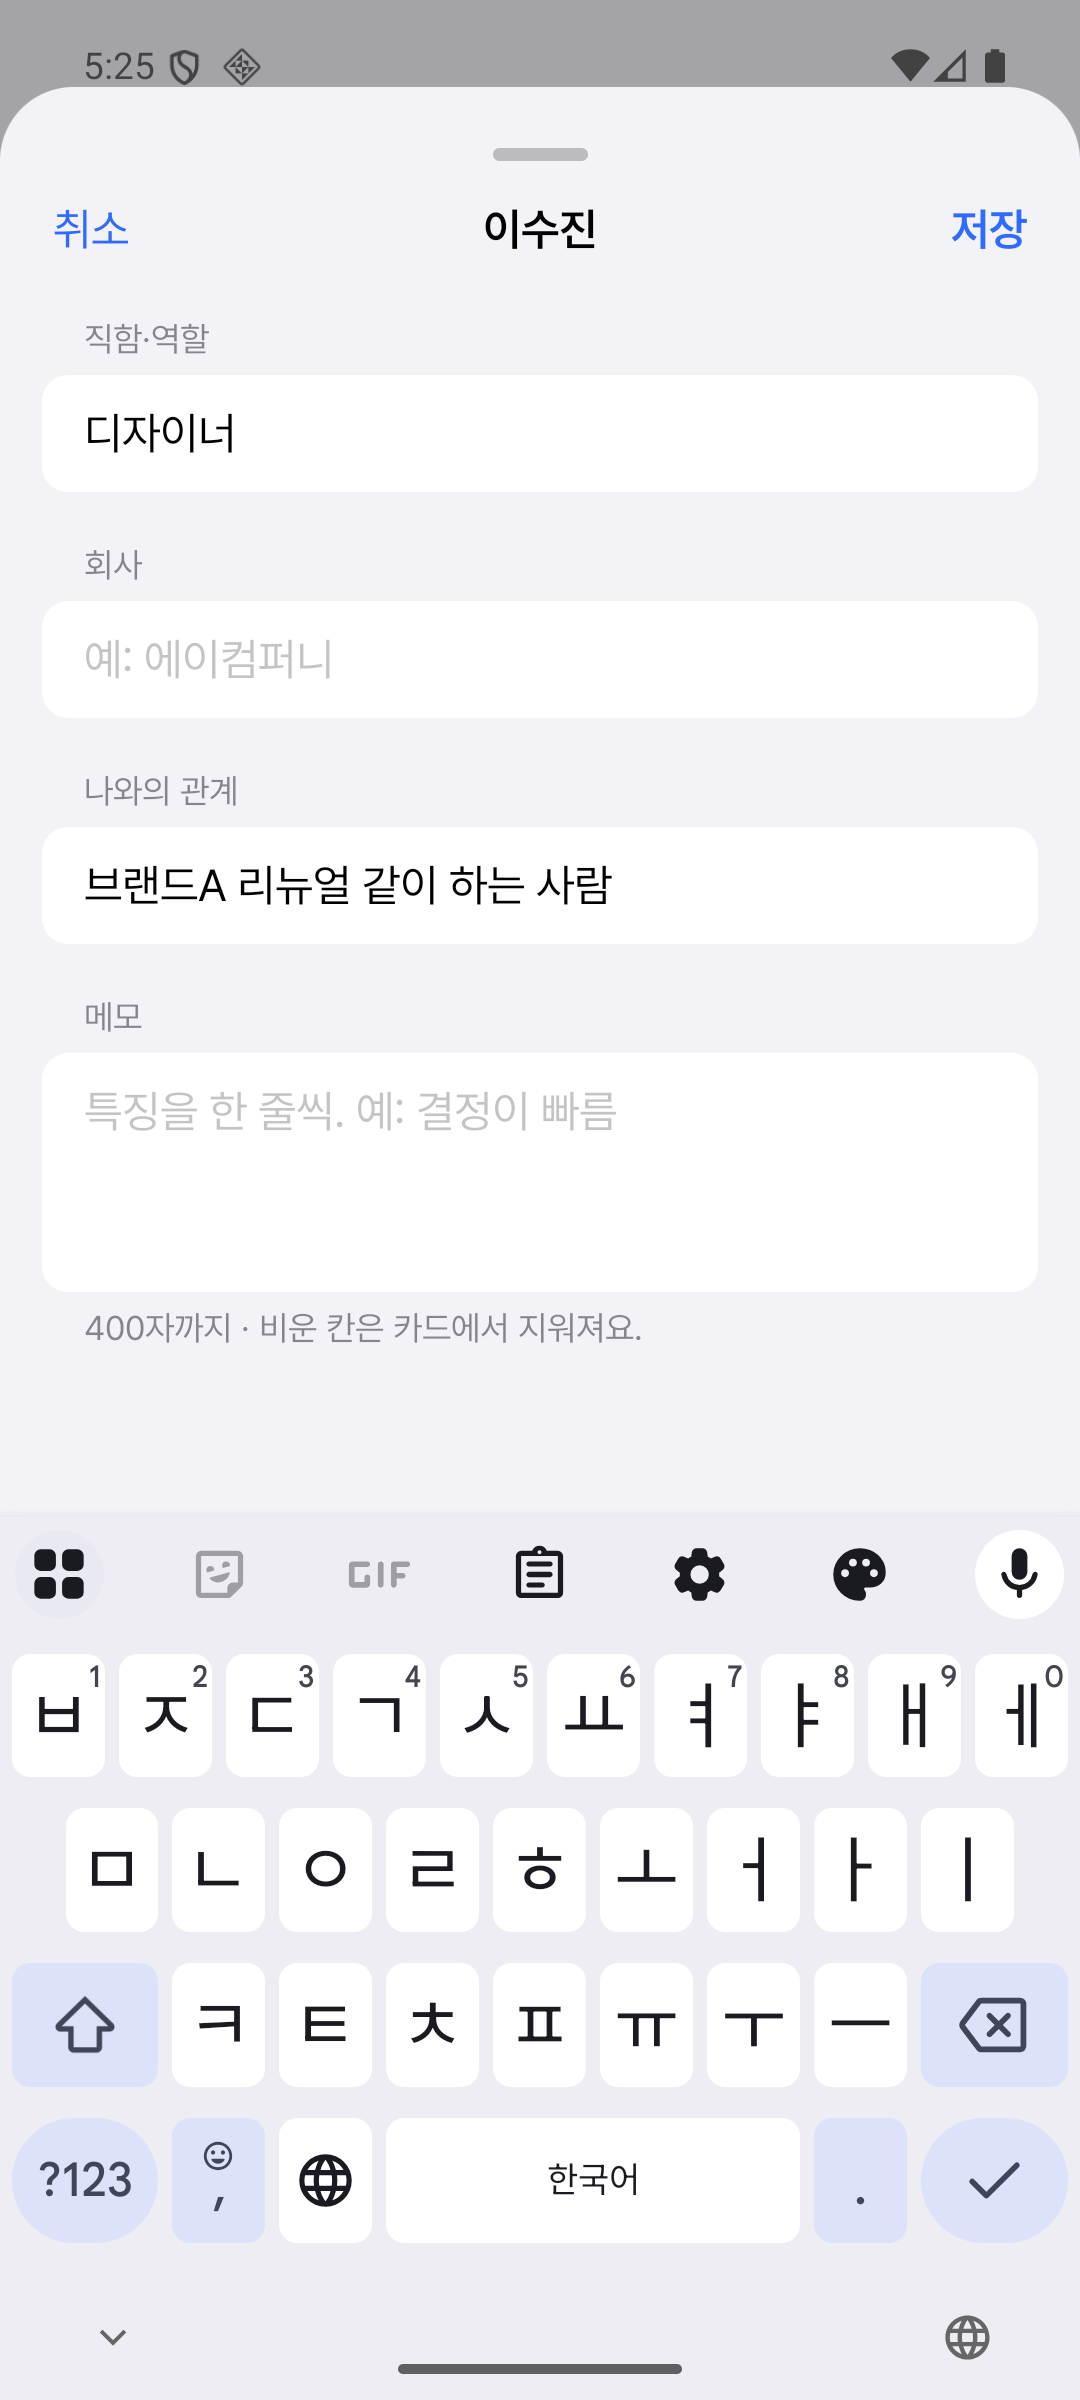 5:25
취소 이수진 저장
직함·역할
디자이너
회사
예: 에이컴퍼니
나와의 관계
브랜드A 리뉴얼 같이 하는 사람
메모
특징을 한 줄씩. 예: 결정이 빠름
400자까지 · 비운 칸은 카드에서 지워져요.
GIF
1 2 3 4 5 6 7 8 9 0
ㅂ ㅈ ㄷ ㄱ ㅅ ㅛ ㅕ ㅑ ㅐ ㅔ
ㅁ ㄴ ㅇ ㄹ ㅎ ㅗ ㅓ ㅏ ㅣ
ㅋ ㅌ ㅊ ㅍ ㅠ ㅜ ㅡ
?123 , 한국어 .